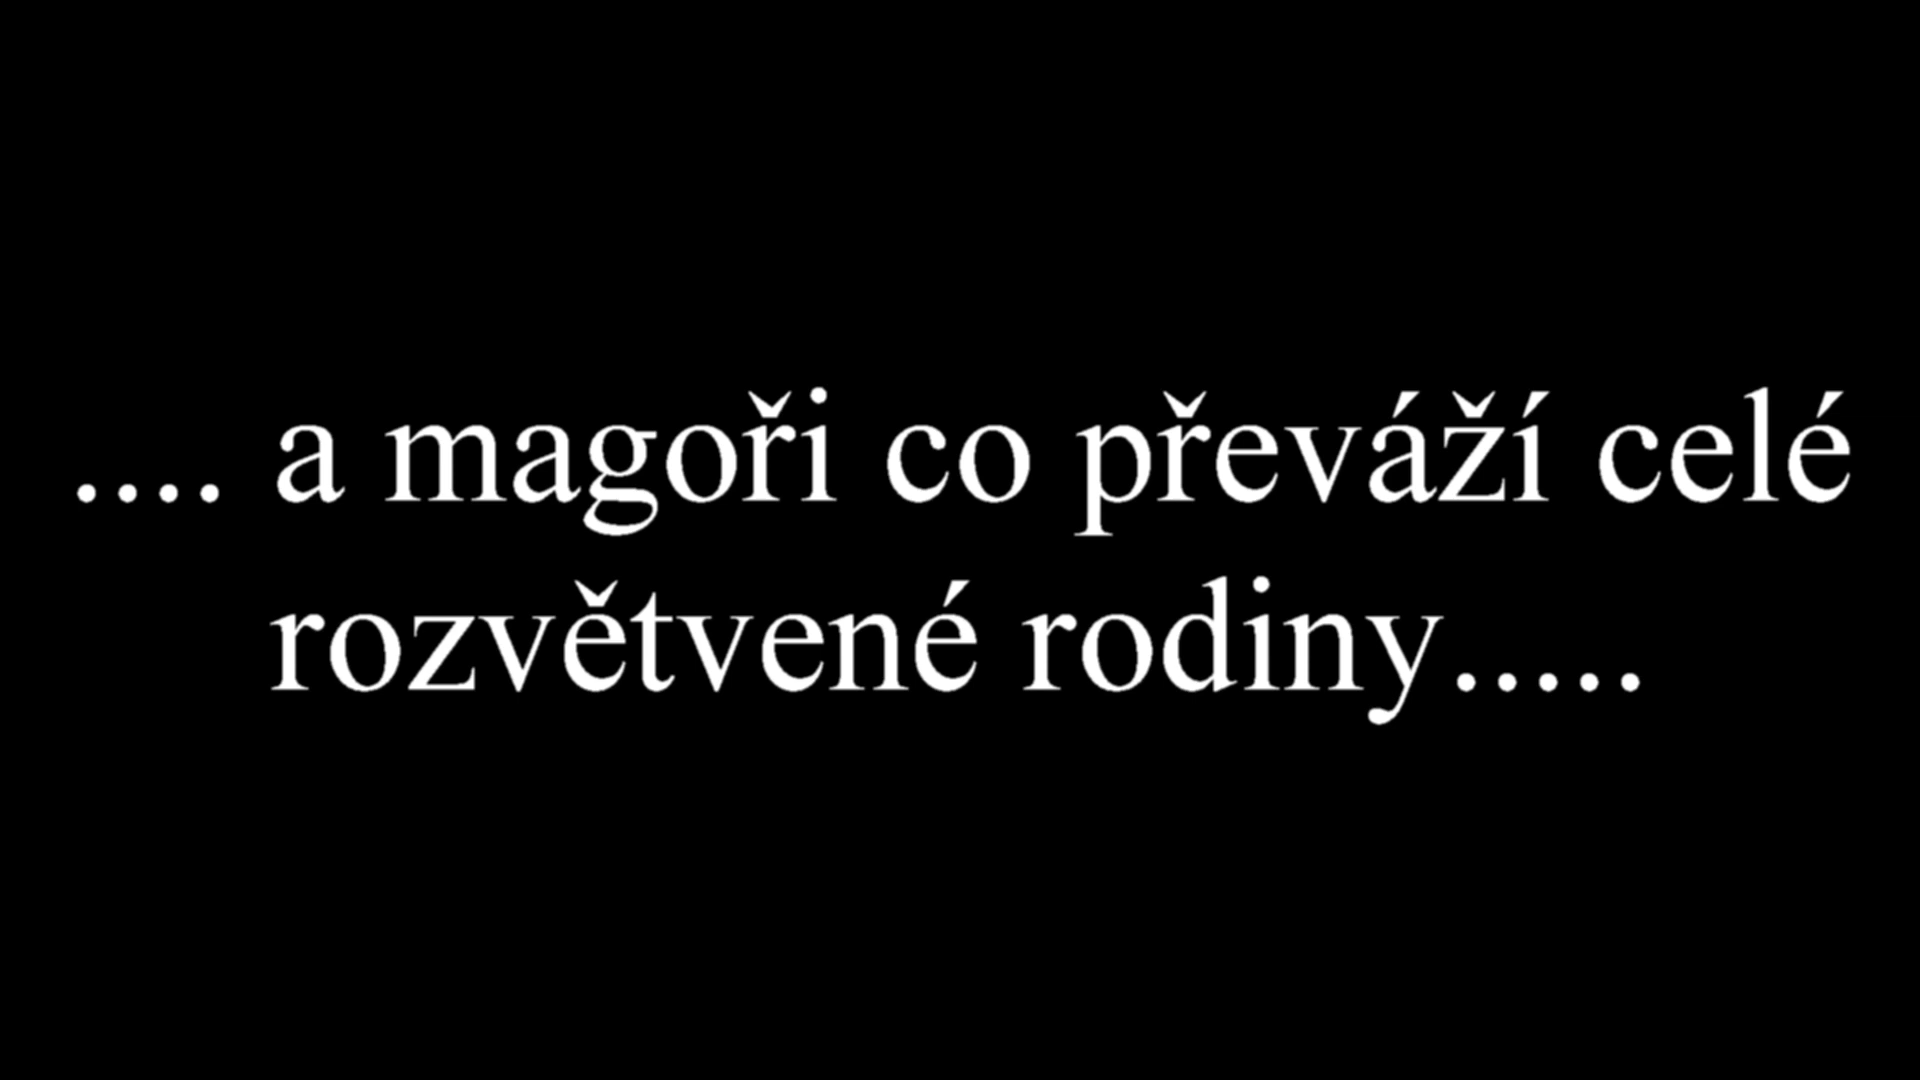 .... a magoři co převáží celé
rozvětvené rodiny.....